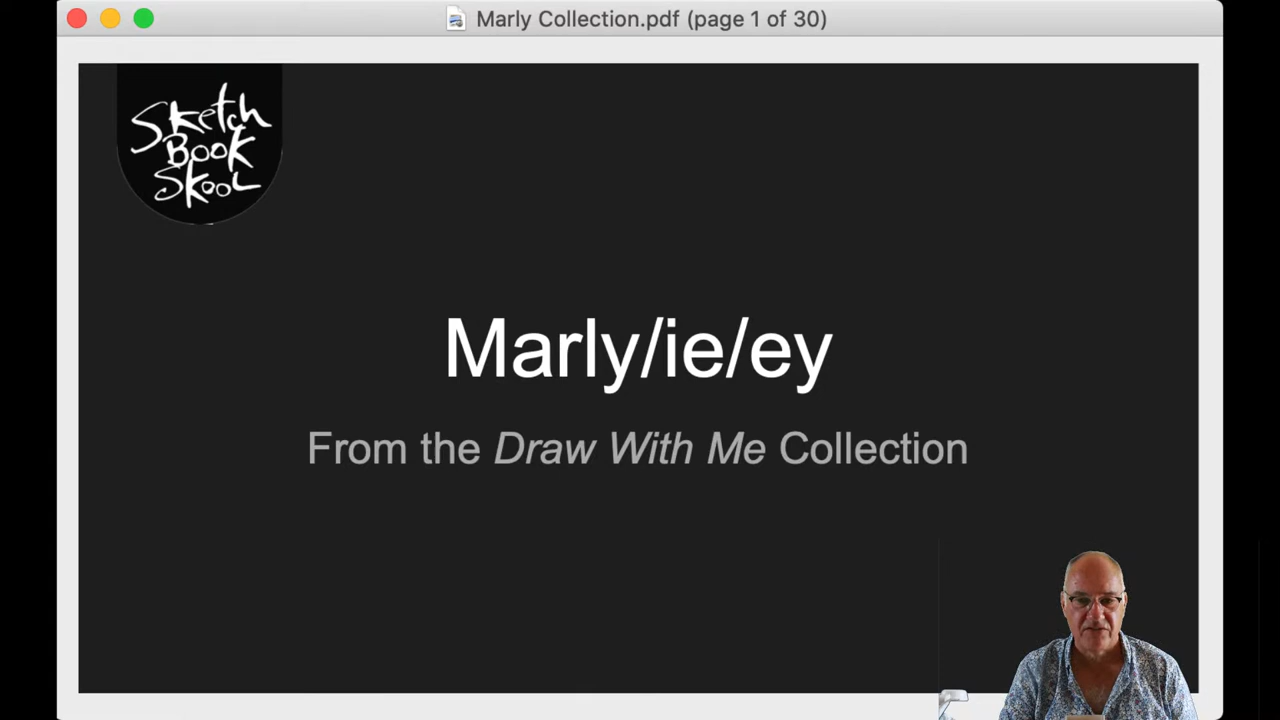 Marly Collection.pdf (page 1 of 30)
Sketch
Book
Skool
Marly/ie/ey
From the Draw With Me Collection